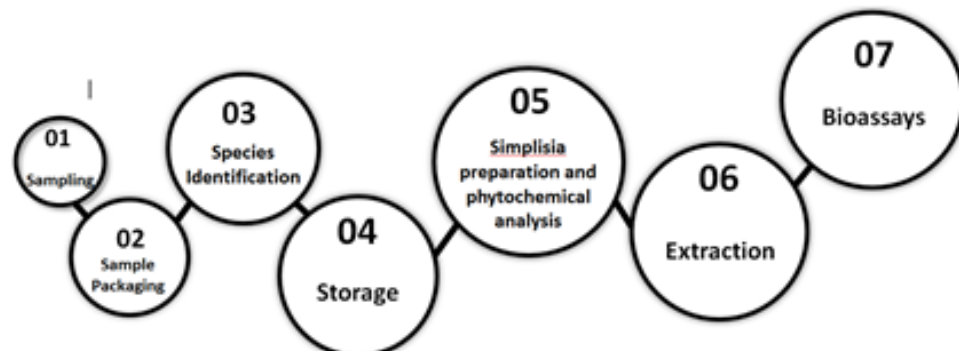 01
Sampling
02
Sample
Packaging
03
Species
Identification
04
Storage
05
Simplisia
preparation and
phytochemical
analysis
06
Extraction
07
Bioassays